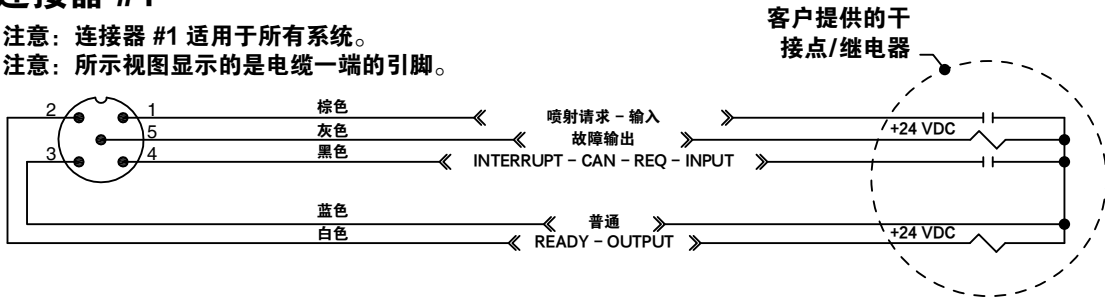 连接器 #1
注意：连接器 #1 适用于所有系统。
注意：所示视图显示的是电缆一端的引脚。
客户提供的干
接点/继电器
2
1
5
3
4
棕色
灰色
黑色
蓝色
白色
喷射请求 – 输入
故障输出
INTERRUPT – CAN – REQ – INPUT
普通
READY – OUTPUT
+24 VDC
+24 VDC